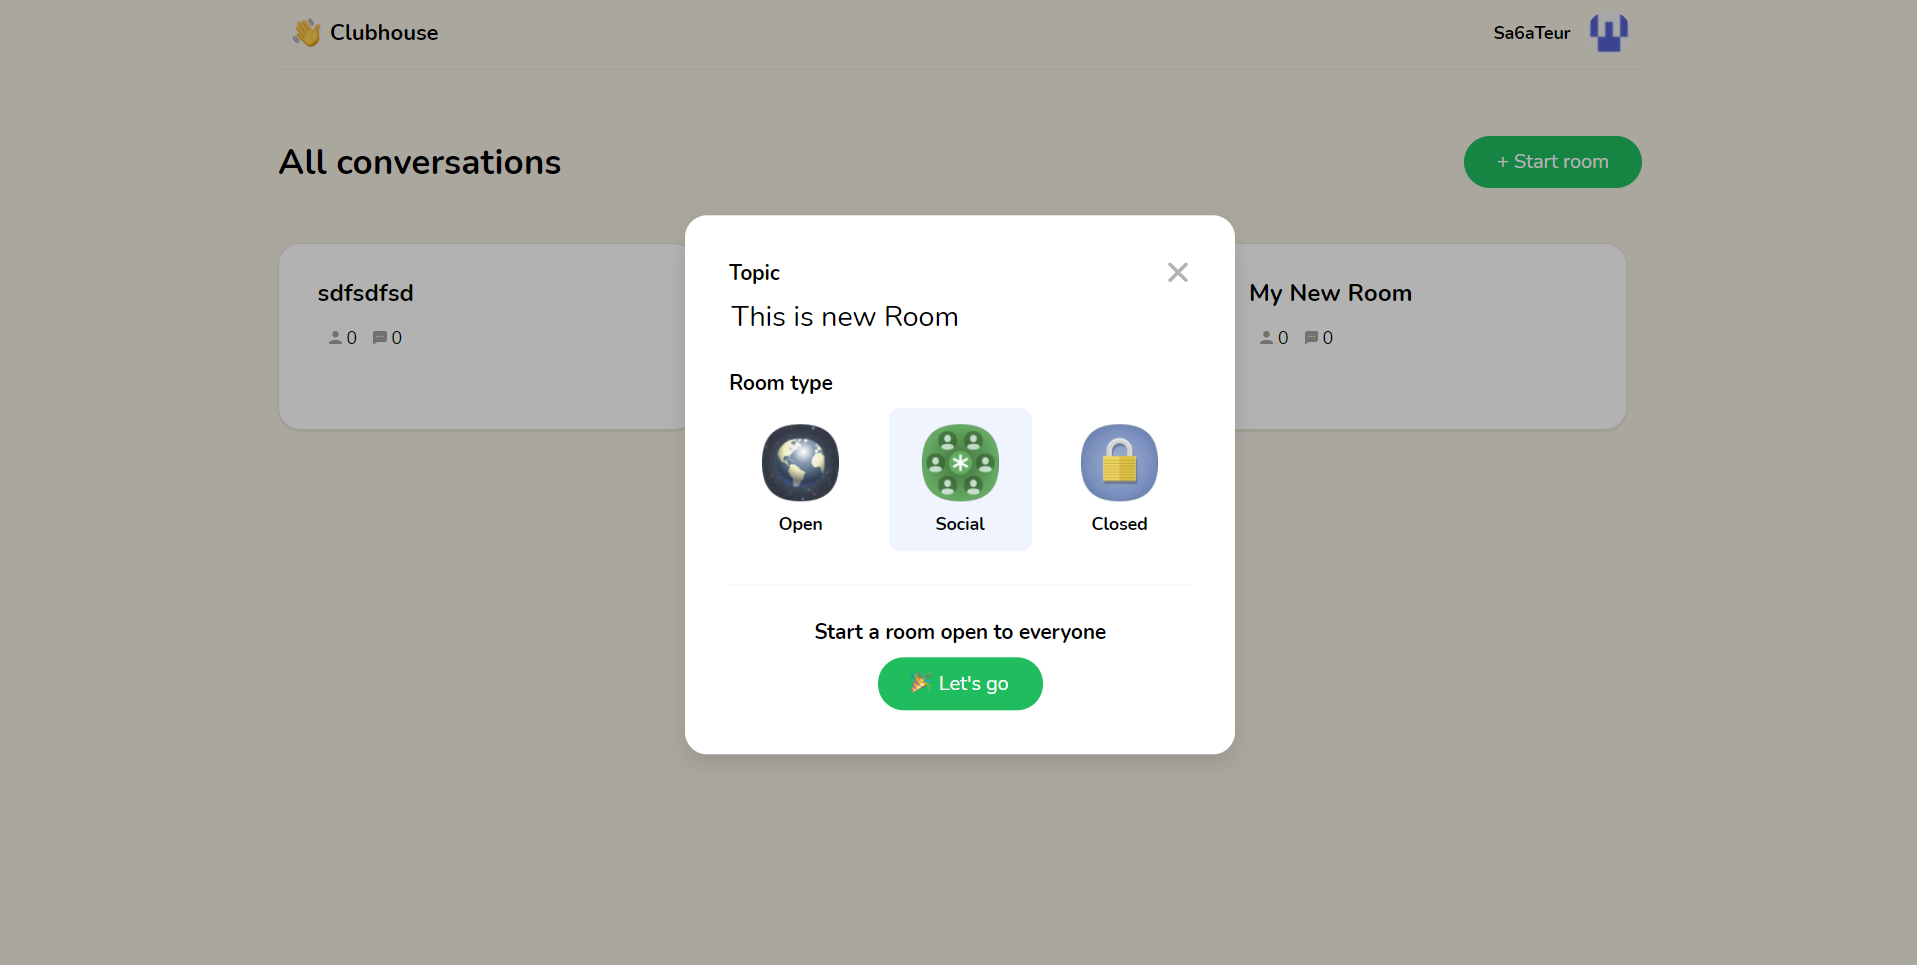 👋 Clubhouse
Sa6aTeur
All conversations
+ Start room
sdfsdfsd
0 0
My New Room
0 0
Topic
This is new Room
Room type
Open
Social
Closed
Start a room open to everyone
🎉 Let's go